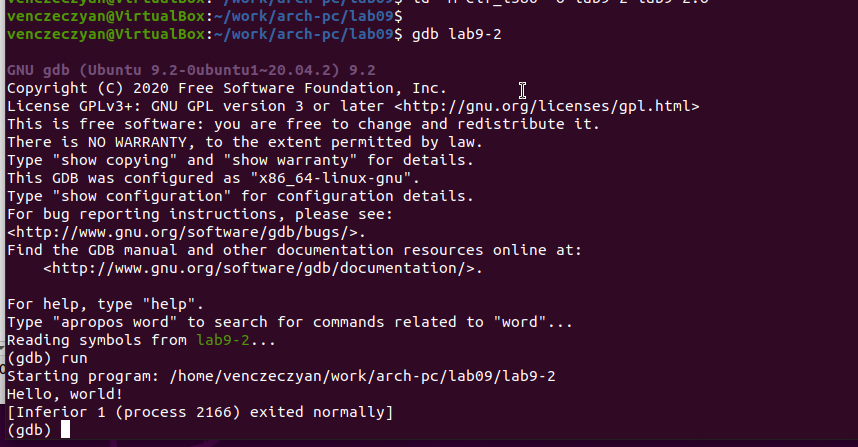 venczeczyan@VirtualBox:~/work/arch-pc/lab09$
venczeczyan@VirtualBox:~/work/arch-pc/lab09$
venczeczyan@VirtualBox:~/work/arch-pc/lab09$ gdb lab9-2
GNU gdb (Ubuntu 9.2-0ubuntu1~20.04.2) 9.2
Copyright (C) 2020 Free Software Foundation, Inc.
License GPLv3+: GNU GPL version 3 or later <http://gnu.org/licenses/gpl.html>
This is free software: you are free to change and redistribute it.
There is NO WARRANTY, to the extent permitted by law.
Type "show copying" and "show warranty" for details.
This GDB was configured as "x86_64-linux-gnu".
Type "show configuration" for configuration details.
For bug reporting instructions, please see:
<http://www.gnu.org/software/gdb/bugs/>.
Find the GDB manual and other documentation resources online at:
    <http://www.gnu.org/software/gdb/documentation/>.
For help, type "help".
Type "apropos word" to search for commands related to "word"...
Reading symbols from lab9-2...
(gdb) run
Starting program: /home/venczeczyan/work/arch-pc/lab09/lab9-2
Hello, world!
[Inferior 1 (process 2166) exited normally]
(gdb)